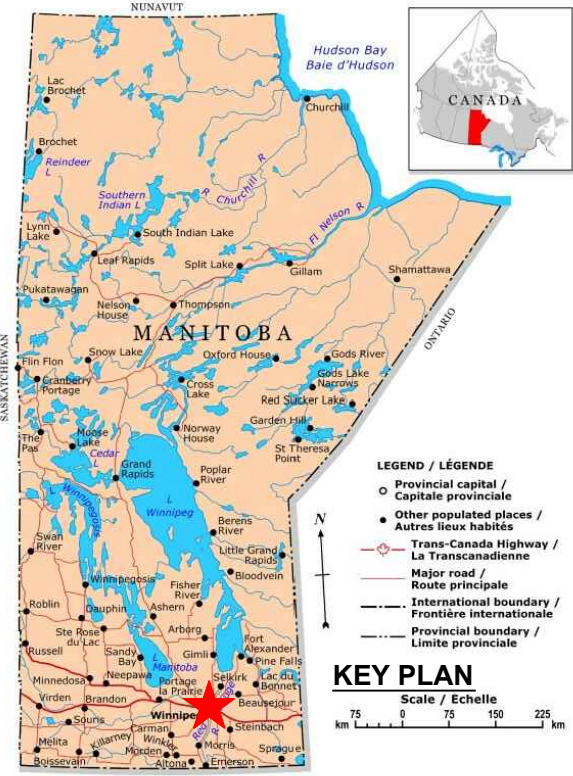 NUNAVUT
Hudson Bay
Baie d'Hudson
CANADA
Lac
Brochet
Churchill
Brochet
Reindeer
L
R Churchill R
Southern
Indian L
Fl Nelson R
Lynn
Lake
South Indian Lake
Leaf Rapids
Split Lake
Gillam
Shamattawa
Pukatawagan
Nelson
House
Thompson
MANITOBA
ONTARIO
SASKATCHEWAN
Snow Lake
Oxford House
Gods River
Flin Flon
Cranberry
Portage
Cross
Lake
Gods Lake
Narrows
Red Sucker Lake
The
Pas
Moose
Lake
Norway
House
Garden Hill
St Theresa
Point
Cedar
L
Grand
Rapids
Poplar
River
L
Winnipegosis
L
Winnipeg
Berens
River
Swan
River
Little Grand
Rapids
Bloodvein
Winnipegosis
Fisher
River
Roblin
Dauphin
Ashern
Ste Rose
du Lac
Arborg
Fort
Alexander
Russell
Sandy
Bay
L
Manitoba
Gimli
Pine Falls
Minnedosa
Neepawa
Selkirk
Lac du
Bonnet
Portage
la Prairie
Beausejour
Virden
Brandon
Souris
Winnipe
Red R
Steinbach
Carman
Winkler
Morris
Melita
Killarney
Morden
Sprague
Boissevain
Altona
Emerson
LEGEND / LÉGENDE
Provincial capital /
Capitale provinciale
Other populated places /
Autres lieux habités
Trans-Canada Highway /
La Transcanadienne
Major road /
Route principale
International boundary /
Frontière internationale
Provincial boundary /
Limite provinciale
N
KEY PLAN
Scale / Échelle
km 75 0 75 150 225 km